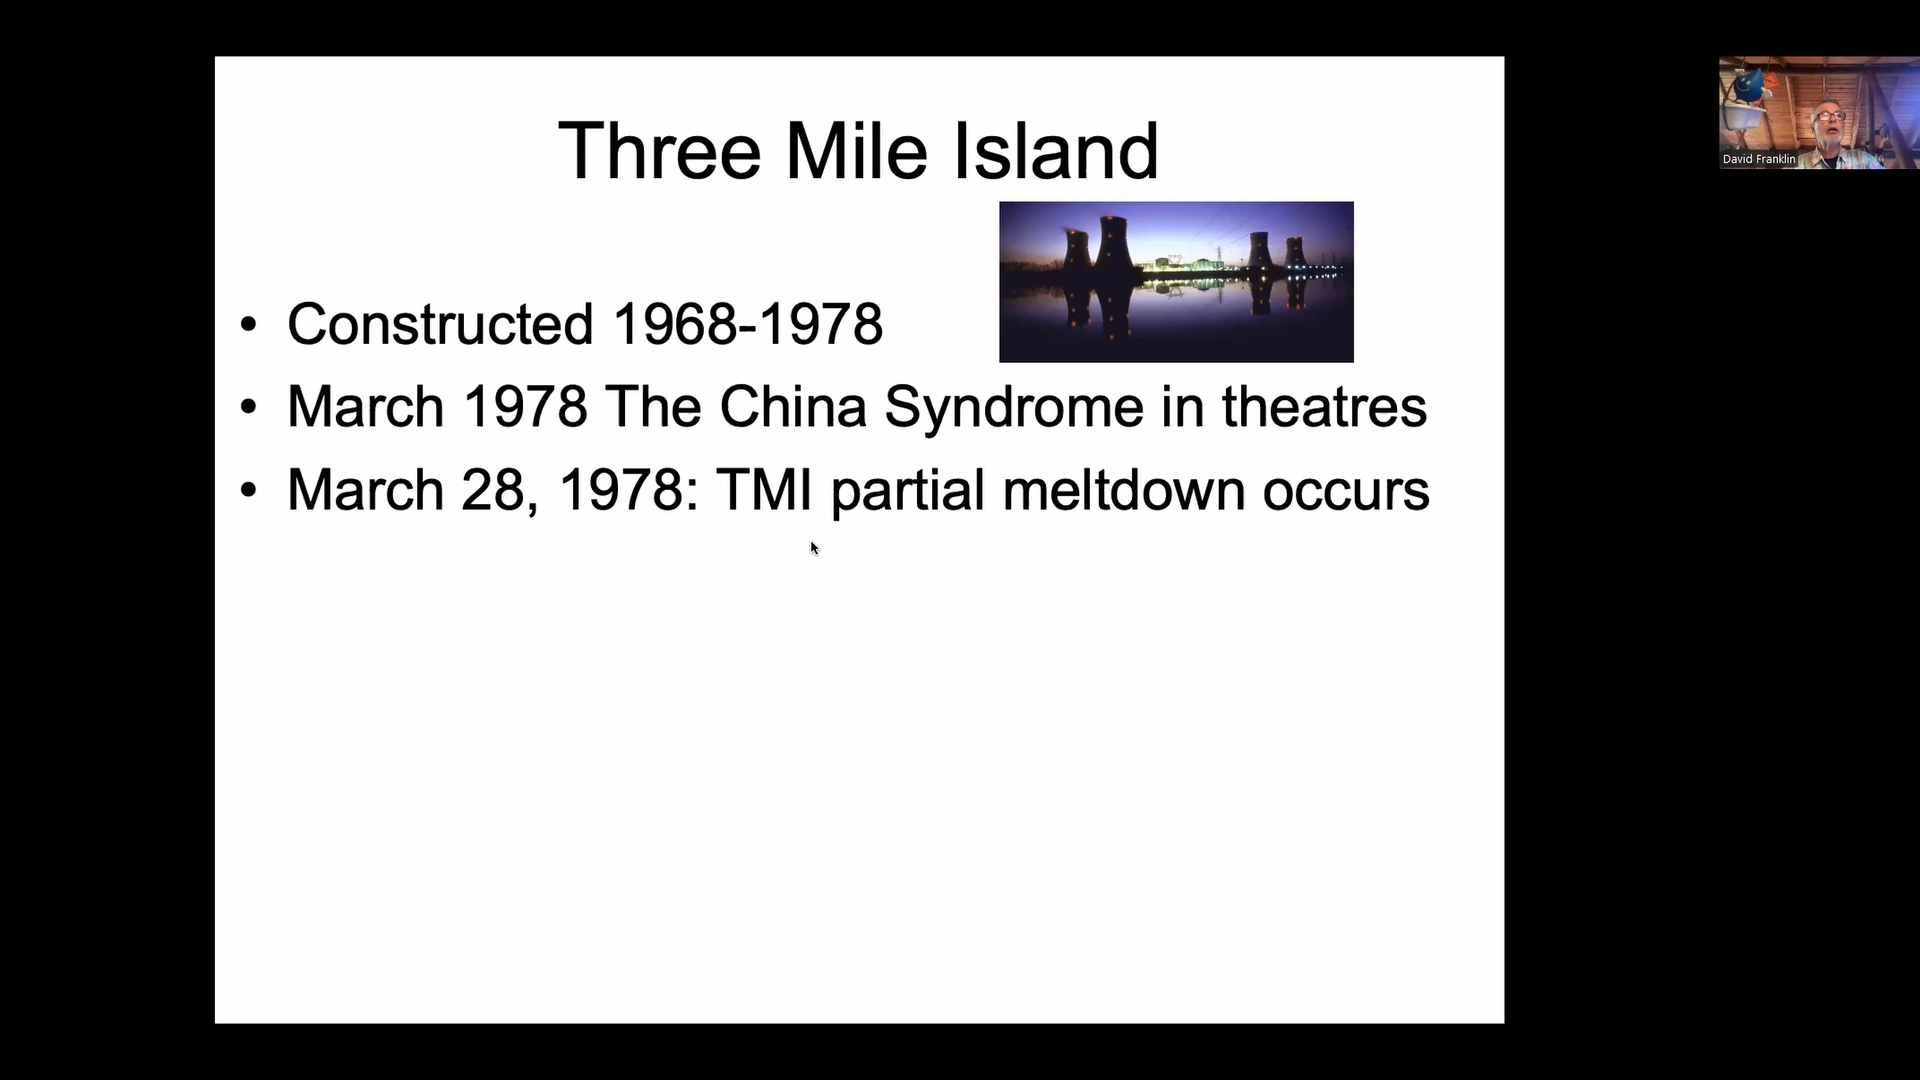 Three Mile Island
• Constructed 1968-1978
• March 1978 The China Syndrome in theatres
• March 28, 1978: TMI partial meltdown occurs
David Franklin